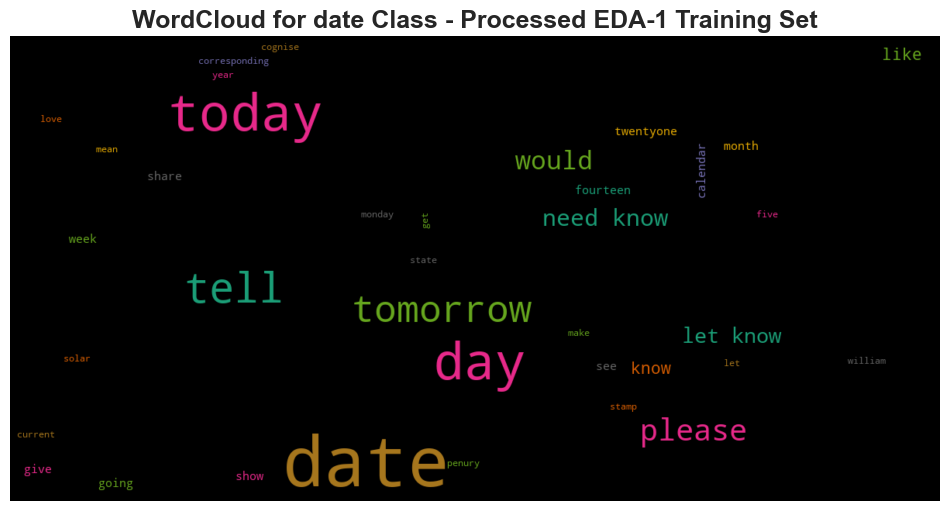 WordCloud for date Class - Processed EDA-1 Training Set
cognise
like
corresponding
year
today
love
twentyone
month
mean
would
calendar
share
fourteen
monday
get
need know
five
week
state
tell
tomorrow
make
let know
solar
day
see
know
let
william
stamp
please
current
date
penury
give
show
going